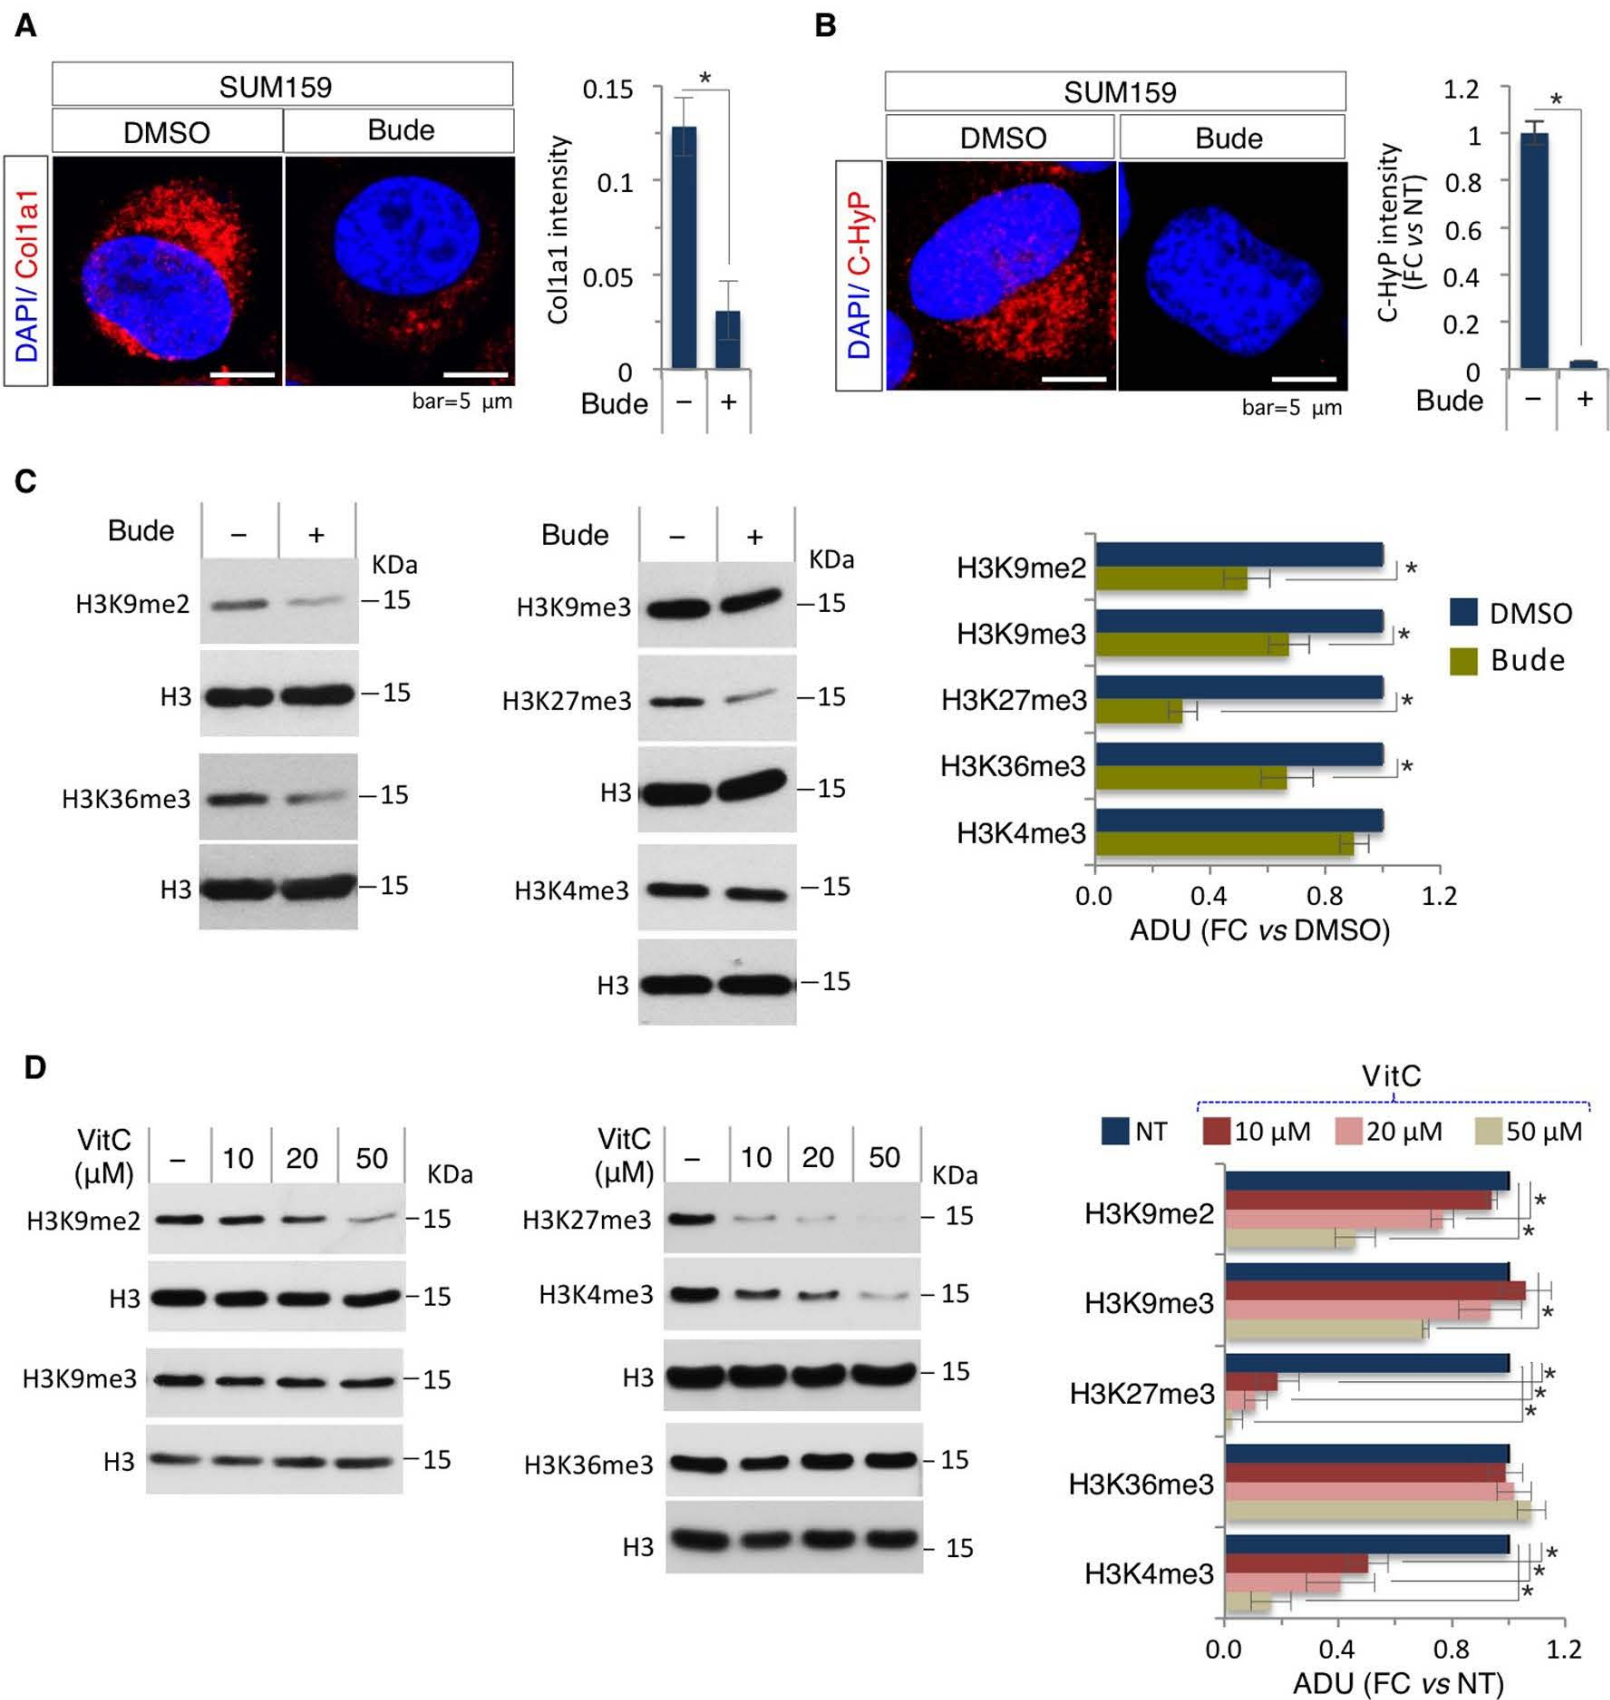 A
SUM159
DMSO Bude
DAPI/ Col1a1
bar=5 μm
Col1a1 intensity
0.15
0.1
0.05
0
*
Bude − +
B
SUM159
DMSO Bude
DAPI/ C-HyP
bar=5 μm
C-HyP intensity
(FC vs NT)
1.2
1
0.8
0.6
0.4
0.2
0
*
Bude − +
C
Bude − +
KDa
H3K9me2 15
H3 15
H3K36me3 15
H3 15
Bude − +
KDa
H3K9me3 15
H3K27me3 15
H3 15
H3K4me3 15
H3 15
H3K9me2 *
H3K9me3 *
H3K27me3 *
H3K36me3 *
H3K4me3
0.0 0.4 0.8 1.2
ADU (FC vs DMSO)
DMSO
Bude
D
VitC
(μM) − 10 20 50
KDa
H3K9me2 15
H3 15
H3K9me3 15
H3 15
VitC
(μM) − 10 20 50
KDa
H3K27me3 15
H3K4me3 15
H3 15
H3K36me3 15
H3 15
VitC
NT 10 μM 20 μM 50 μM
H3K9me2 * *
H3K9me3 *
H3K27me3 * * *
H3K36me3
H3K4me3 * * *
0.0 0.4 0.8 1.2
ADU (FC vs NT)